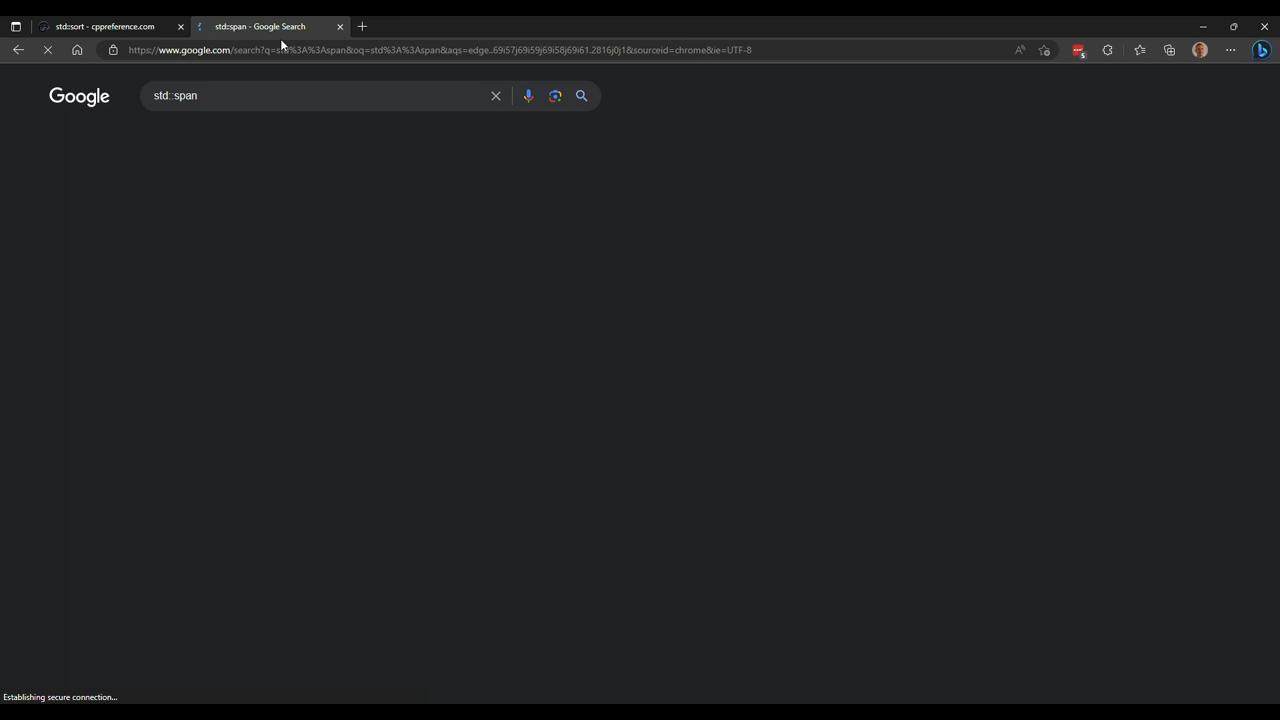 std::sort - cppreference.com
std::span - Google Search
https://www.google.com/search?q=std%3A%3Aspan&oq=std%3A%3Aspan&aqs=edge..69i57j69i59j69i58j69i61.2816j0j1&sourceid=chrome&ie=UTF-8
5
Google
std::span
Establishing secure connection...